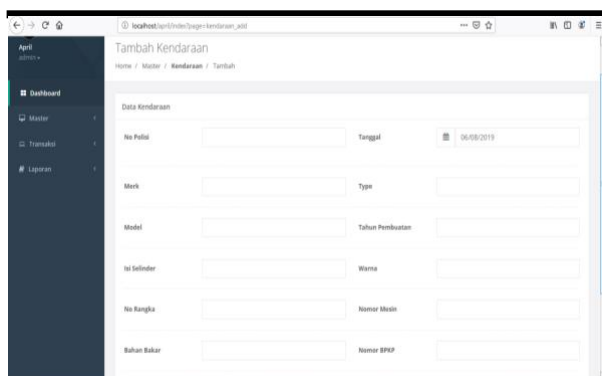 localhost/april/index?page=kendaraan_add
April
admin
Tambah Kendaraan
Home / Master / Kendaraan / Tambah
Dashboard
Master
Transaksi
Laporan
Data Kendaraan
No Polisi
Tanggal
06/08/2019
Merk
Type
Model
Tahun Pembuatan
Isi Selinder
Warna
No Rangka
Nomor Mesin
Bahan Bakar
Nomor BPKP